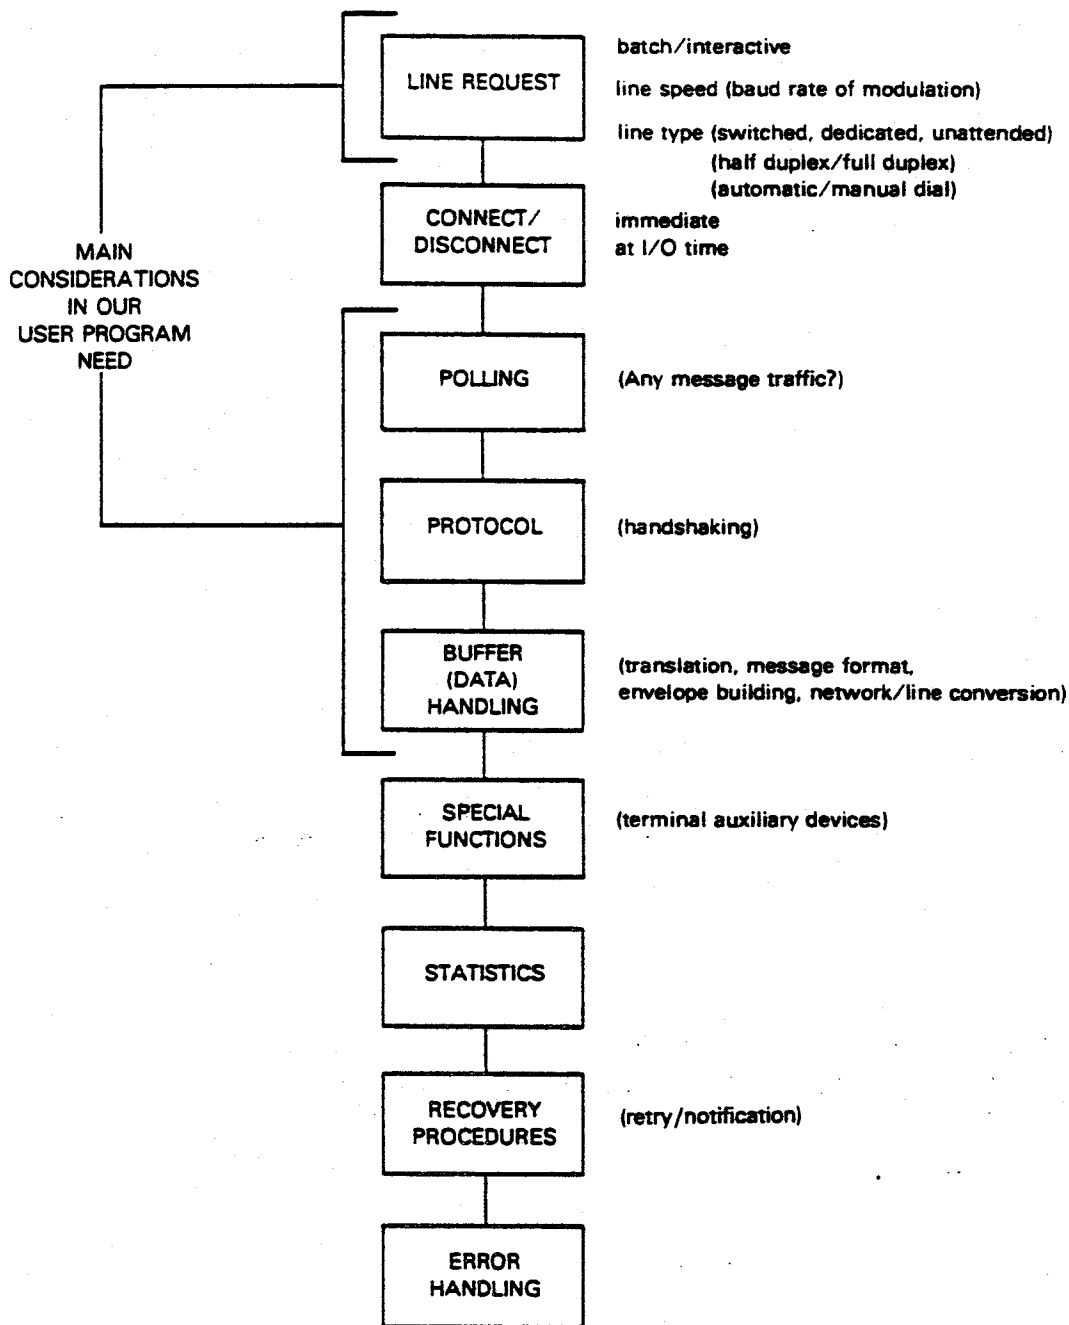 LINE REQUEST
batch/interactive
line speed (baud rate of modulation)
line type (switched, dedicated, unattended)
(half duplex/full duplex)
(automatic/manual dial)
CONNECT/
DISCONNECT
immediate
at I/O time
MAIN
CONSIDERATIONS
IN OUR
USER PROGRAM
NEED
POLLING
(Any message traffic?)
PROTOCOL
(handshaking)
BUFFER
(DATA)
HANDLING
(translation, message format,
envelope building, network/line conversion)
SPECIAL
FUNCTIONS
(terminal auxiliary devices)
STATISTICS
RECOVERY
PROCEDURES
(retry/notification)
ERROR
HANDLING